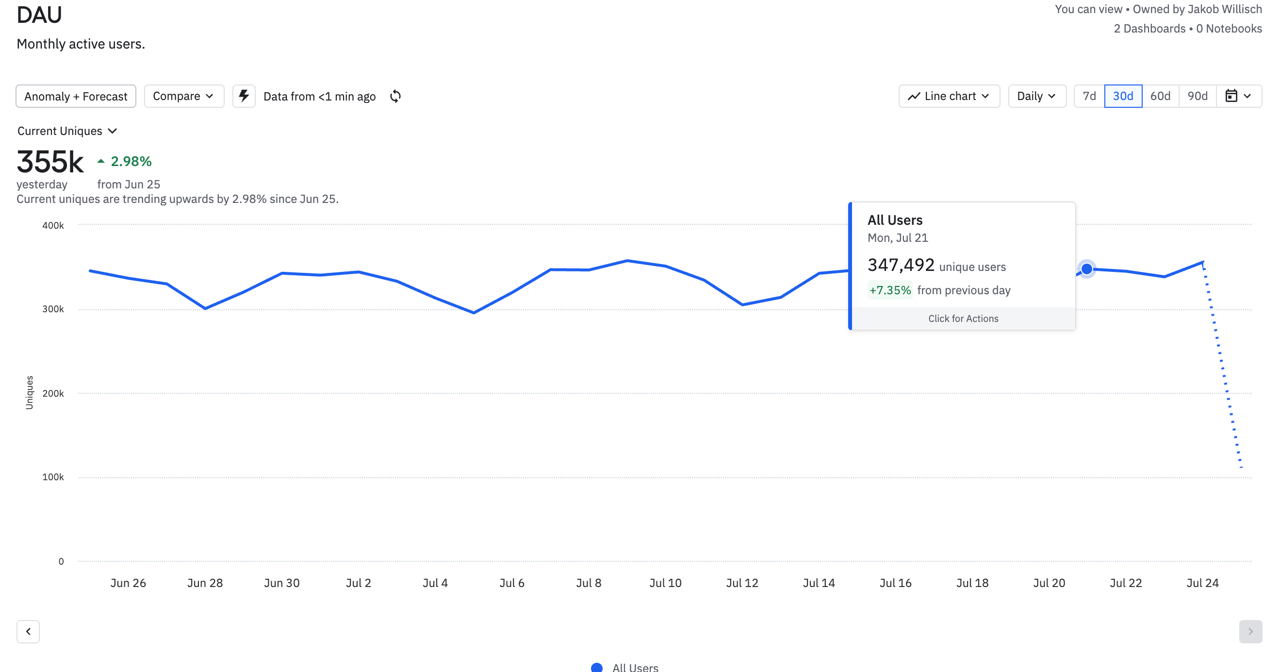 DAU
You can view • Owned by Jakob Willisch
Monthly active users.
2 Dashboards • 0 Notebooks
Anomaly + Forecast
Compare
Data from <1 min ago
Line chart
Daily
7d
30d
60d
90d
Current Uniques
355k
2.98%
yesterday
from Jun 25
Current uniques are trending upwards by 2.98% since Jun 25.
All Users
Mon, Jul 21
347,492 unique users
+7.35% from previous day
Click for Actions
400k
300k
200k
100k
0
Uniques
Jun 26
Jun 28
Jun 30
Jul 2
Jul 4
Jul 6
Jul 8
Jul 10
Jul 12
Jul 14
Jul 16
Jul 18
Jul 20
Jul 22
Jul 24
All Users